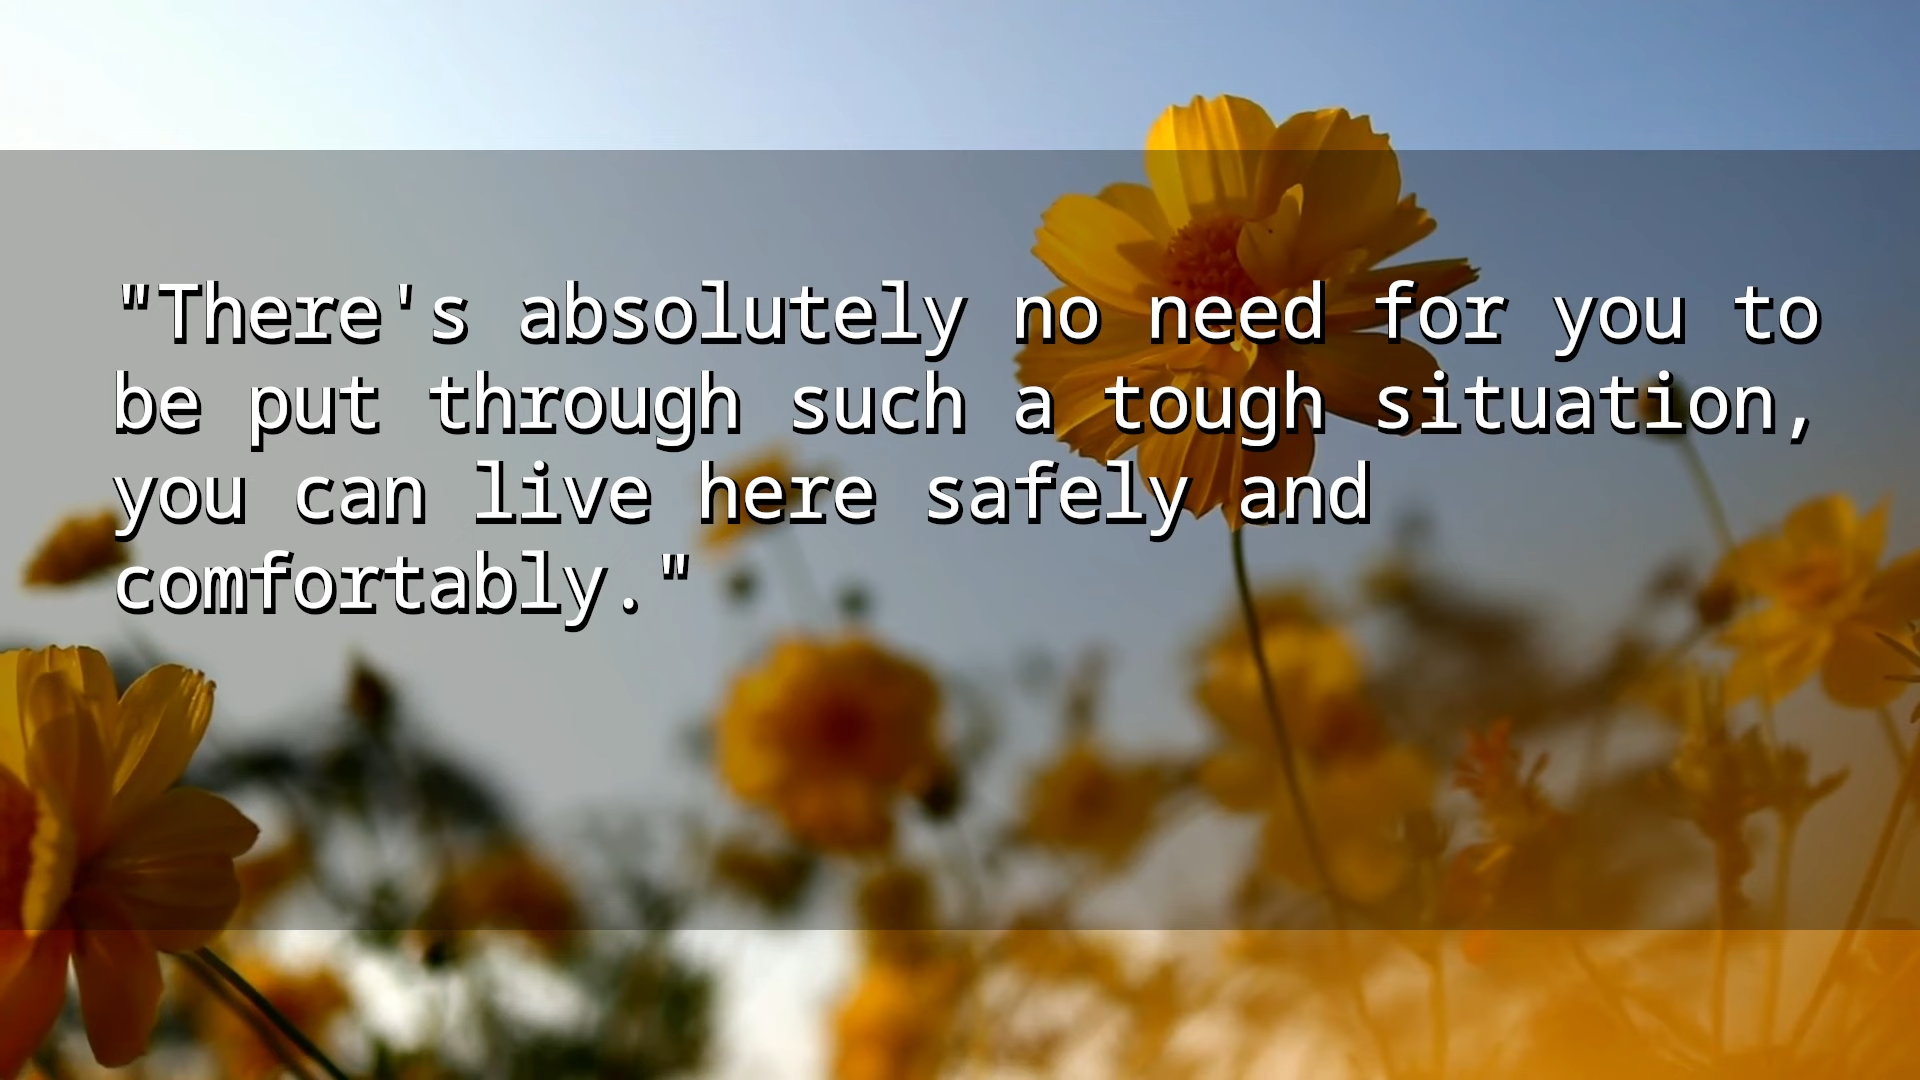 "There's absolutely no need for you to
be put through such a tough situation,
you can live here safely and
comfortably."